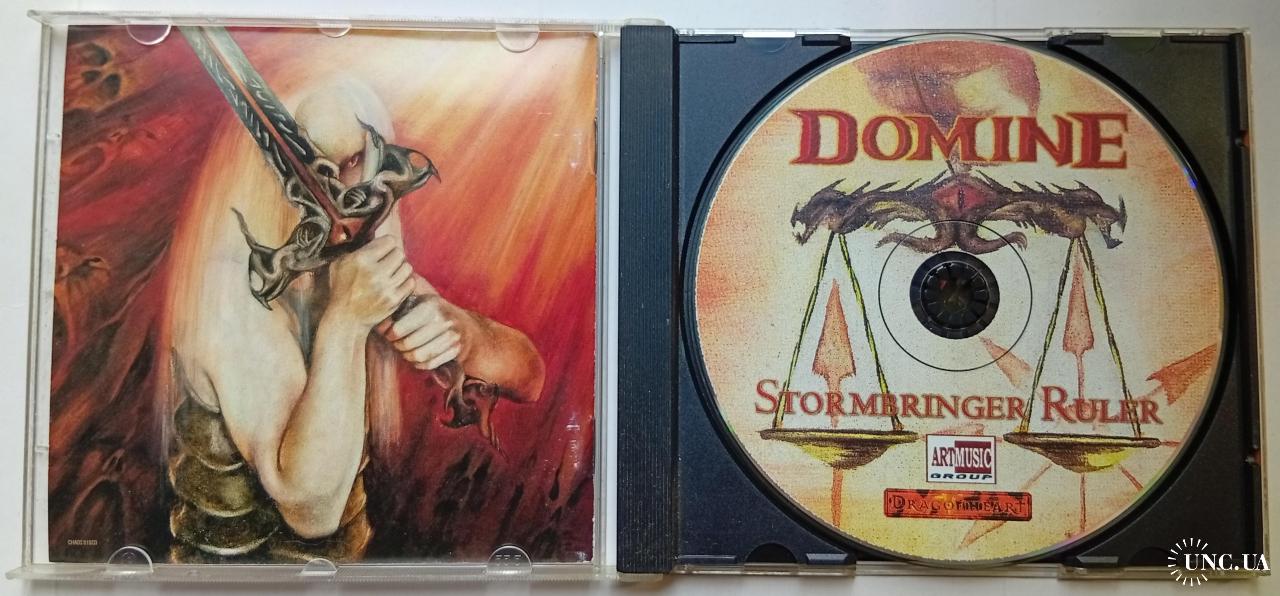 DOMINE
STORMBRINGER RULER
ARTMUSIC
GROUP
DRAGONHEART
UNC.UA